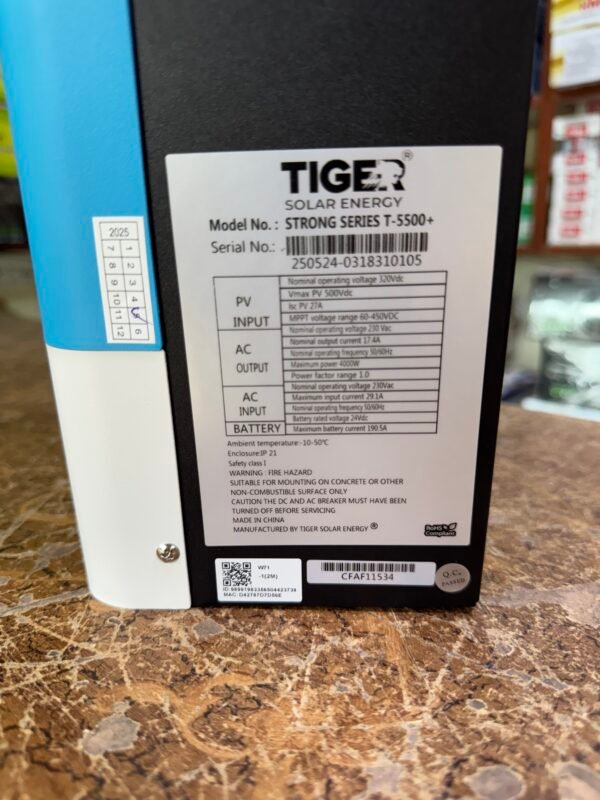 TIGER®
SOLAR ENERGY
Model No. : STRONG SERIES T-5500+
Serial No.:
250524-0318310105
PV INPUT
Nominal operating voltage 320Vdc
Vmax PV 500Vdc
Isc PV 27A
MPPT voltage range 60-450VDC
AC OUTPUT
Nominal operating voltage 230 Vac
Nominal output current 17.4A
Nominal operating frequency 50/60Hz
Maximum power 4000W
Power factor range 1.0
AC INPUT
Nominal operating voltage 230Vac
Maximum input current 29.1A
Nominal operating frequency 50/60Hz
Battery rated voltage 24Vdc
BATTERY
Maximum battery current 190.5A
Ambient temperature:-10-50℃
Enclosure:IP 21
Safety class I
WARNING : FIRE HAZARD
SUITABLE FOR MOUNTING ON CONCRETE OR OTHER
NON-COMBUSTIBLE SURFACE ONLY
CAUTION THE DC AND AC BREAKER MUST HAVE BEEN
TURNED OFF BEFORE SERVICING
MADE IN CHINA
MANUFACTURED BY TIGER SOLAR ENERGY ®
RoHS
Compliant
2025
1 7
2 8
3 9
4 10
11
6 12
-1(2M)
CFAF11534
Q.C.
PASSED